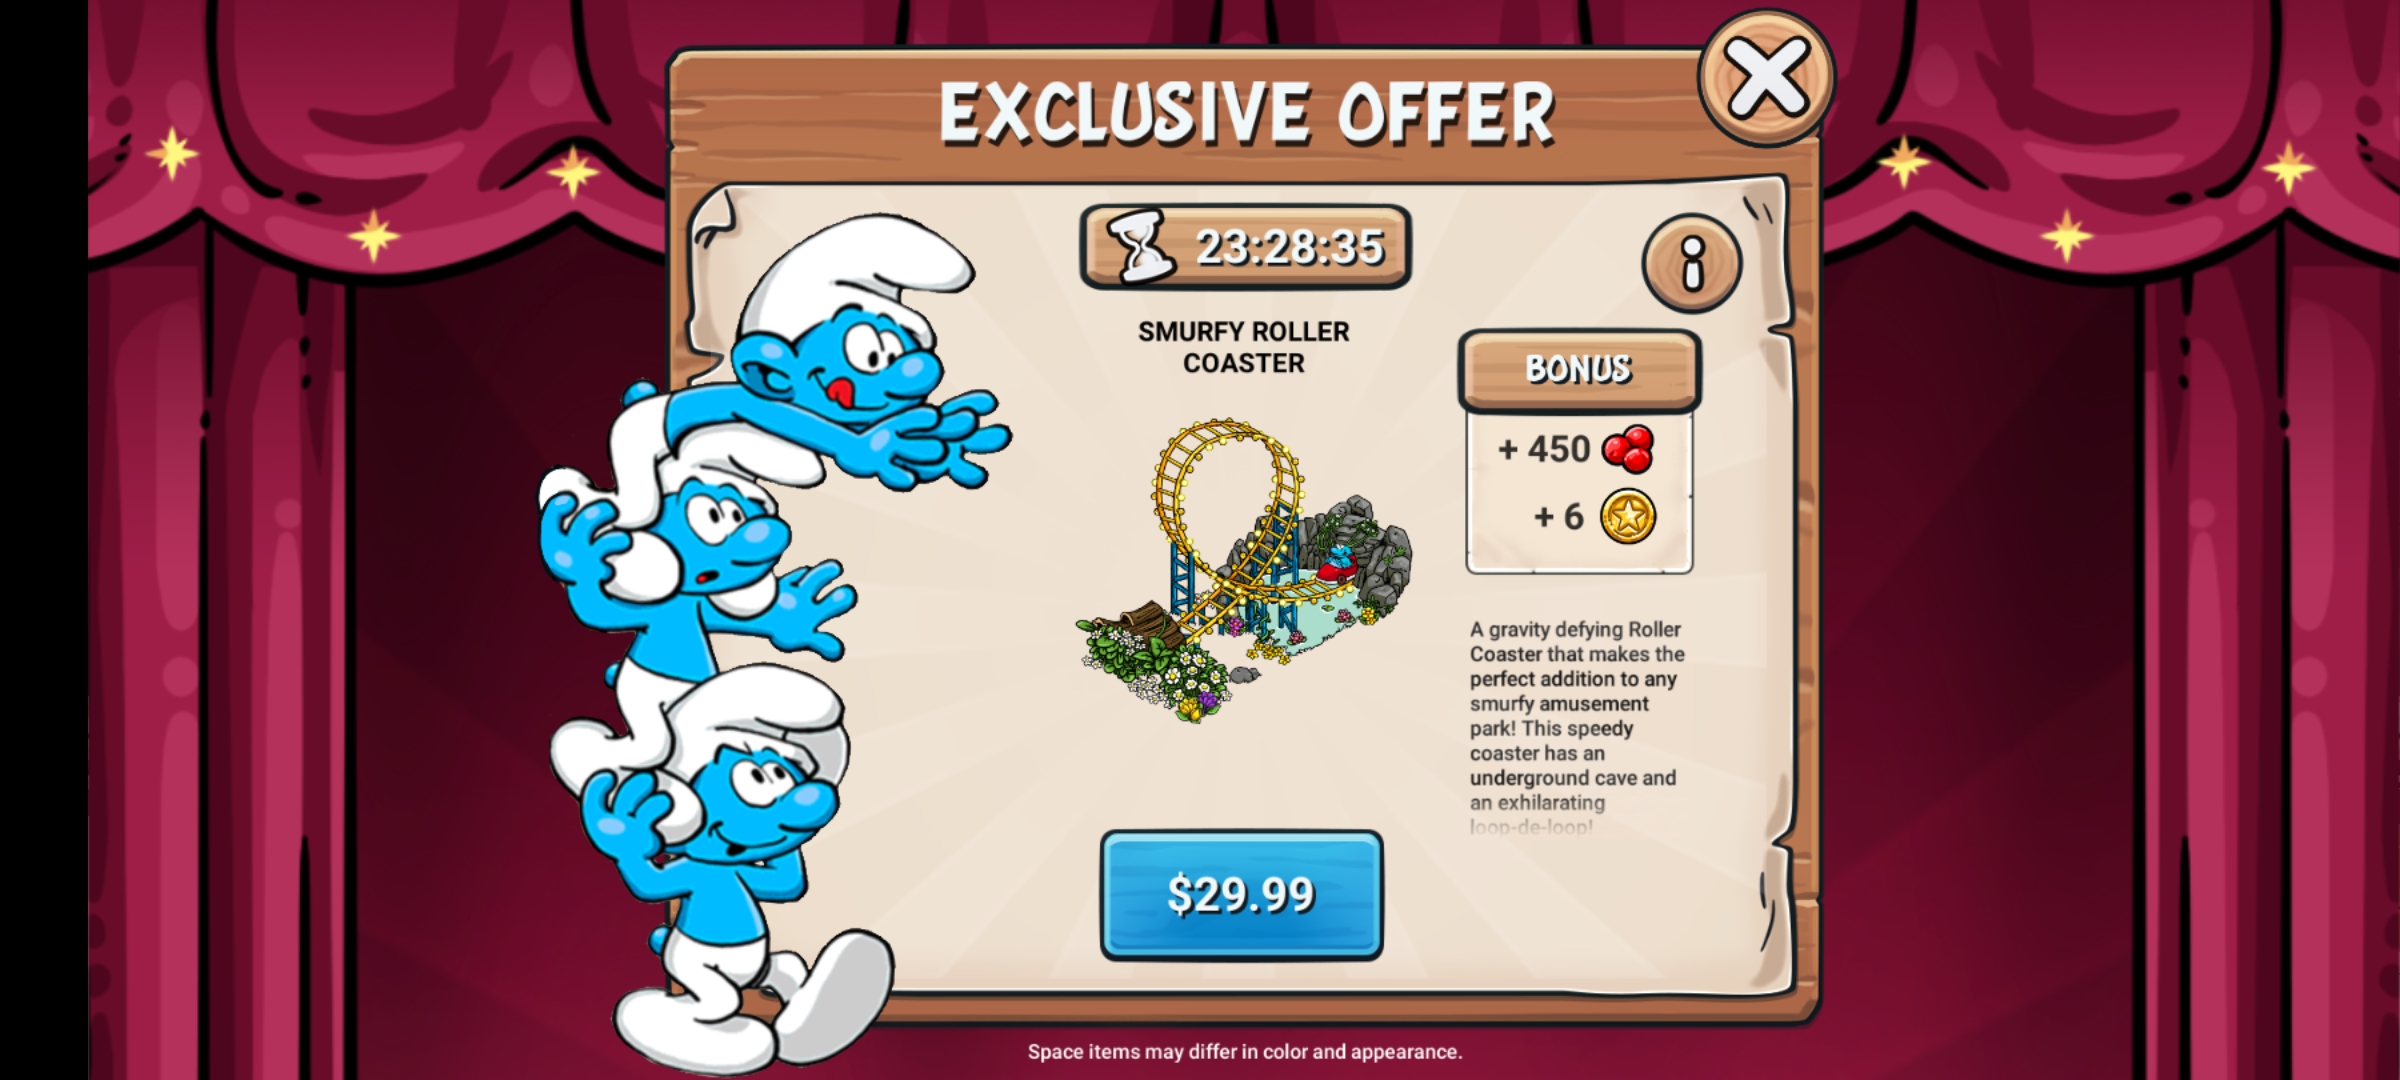 EXCLUSIVE OFFER
23:28:35
SMURFY ROLLER
COASTER
BONUS
+ 450
+ 6
A gravity defying Roller
Coaster that makes the
perfect addition to any
smurfy amusement
park! This speedy
coaster has an
underground cave and
an exhilarating
loop-de-loop!
$29.99
Space items may differ in color and appearance.